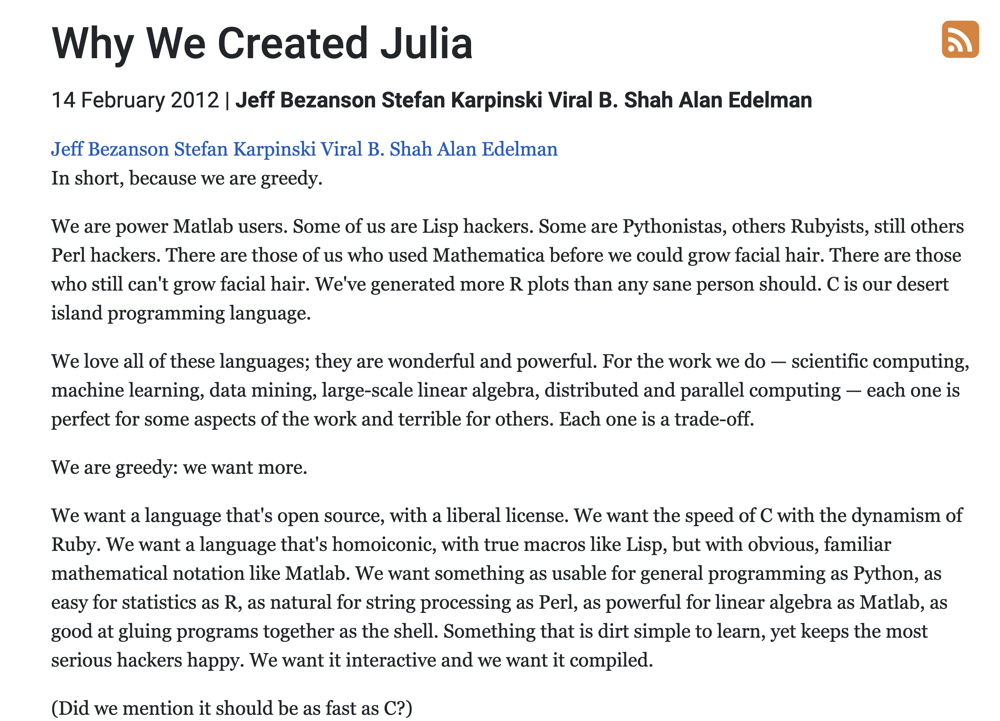 Why We Created Julia
14 February 2012 | Jeff Bezanson Stefan Karpinski Viral B. Shah Alan Edelman
Jeff Bezanson Stefan Karpinski Viral B. Shah Alan Edelman
In short, because we are greedy.
We are power Matlab users. Some of us are Lisp hackers. Some are Pythonistas, others Rubyists, still others
Perl hackers. There are those of us who used Mathematica before we could grow facial hair. There are those
who still can't grow facial hair. We've generated more R plots than any sane person should. C is our desert
island programming language.
We love all of these languages; they are wonderful and powerful. For the work we do — scientific computing,
machine learning, data mining, large-scale linear algebra, distributed and parallel computing — each one is
perfect for some aspects of the work and terrible for others. Each one is a trade-off.
We are greedy: we want more.
We want a language that's open source, with a liberal license. We want the speed of C with the dynamism of
Ruby. We want a language that's homoiconic, with true macros like Lisp, but with obvious, familiar
mathematical notation like Matlab. We want something as usable for general programming as Python, as
easy for statistics as R, as natural for string processing as Perl, as powerful for linear algebra as Matlab, as
good at gluing programs together as the shell. Something that is dirt simple to learn, yet keeps the most
serious hackers happy. We want it interactive and we want it compiled.
(Did we mention it should be as fast as C?)